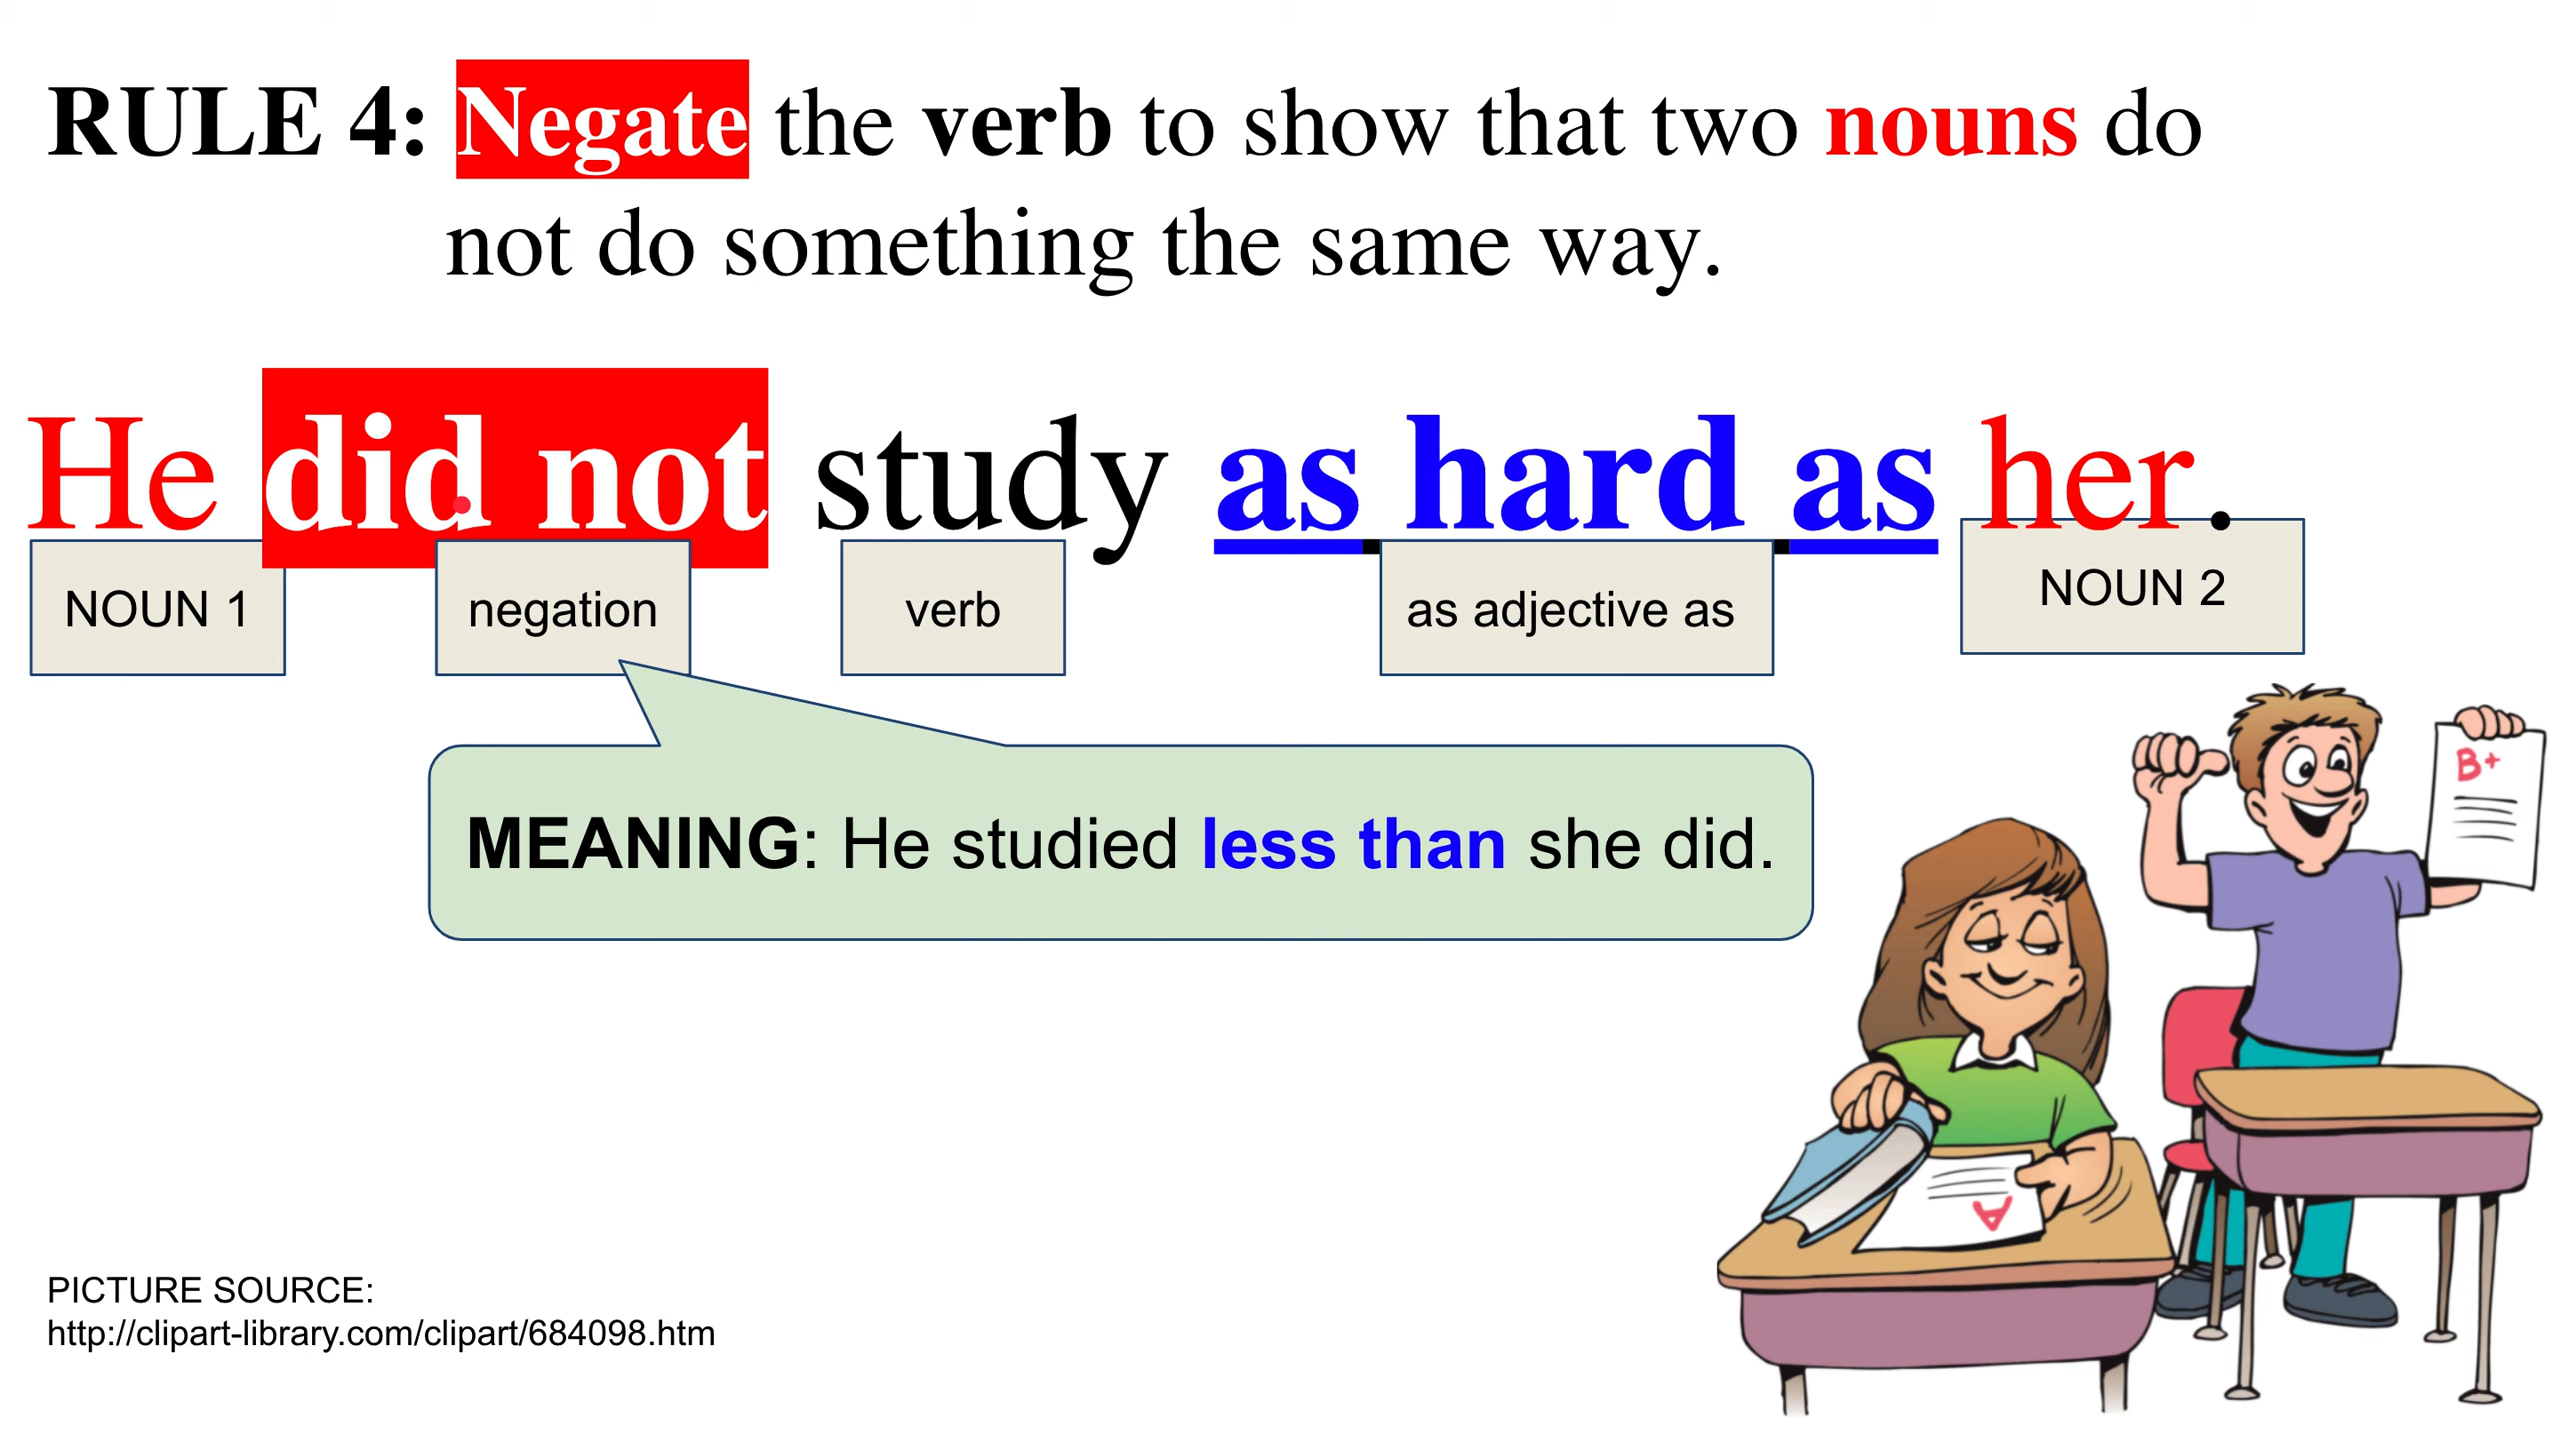 RULE 4: Negate the verb to show that two nouns do
not do something the same way.
He did not study as hard as her.
NOUN 1 negation verb as adjective as NOUN 2
MEANING: He studied less than she did.
B+
A
PICTURE SOURCE:
http://clipart-library.com/clipart/684098.htm